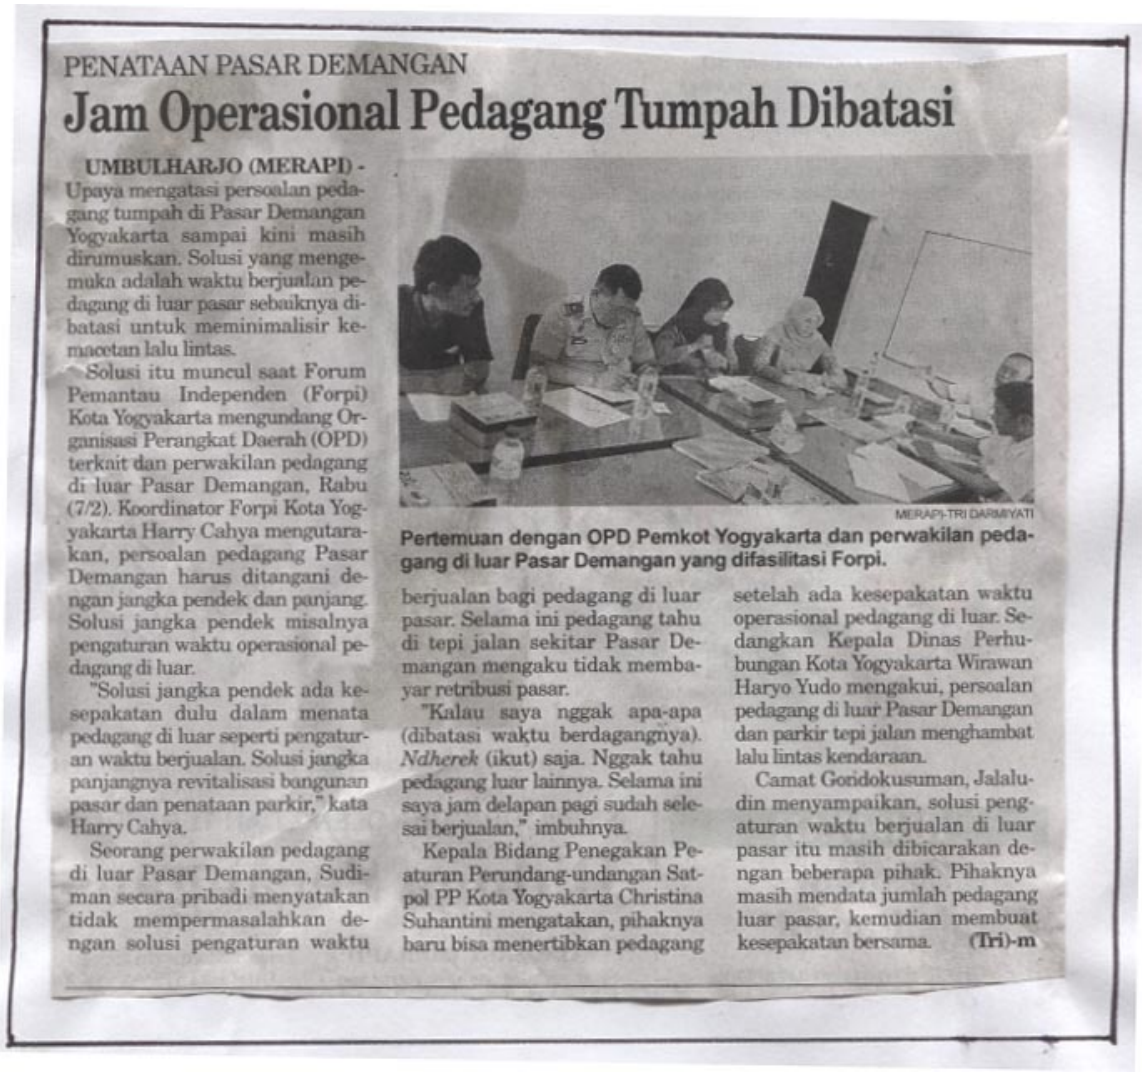 PENATAAN PASAR DEMANGAN
Jam Operasional Pedagang Tumpah Dibatasi
UMBULHARJO (MERAPI) -
Upaya mengatasi persoalan peda-
gang tumpah di Pasar Demangan
Yogyakarta sampai kini masih
dirumuskan. Solusi yang menge-
muka adalah waktu berjualan pe-
dagang di luar pasar sebaiknya di-
batasi untuk meminimalisir ke-
macetan lalu lintas.
Solusi itu muncul saat Forum
Pemantau Independen (Forpi)
Kota Yogyakarta mengundang Or-
ganisasi Perangkat Daerah (OPD)
terkait dan perwakilan pedagang
di luar Pasar Demangan, Rabu
(7/2). Koordinator Forpi Kota Yog-
yakarta Harry Cahya mengutara-
kan, persoalan pedagang Pasar
Demangan harus ditangani de-
ngan jangka pendek dan panjang.
Solusi jangka pendek misalnya
pengaturan waktu operasional pe-
dagang di luar.
"Solusi jangka pendek ada ke-
sepakatan dulu dalam menata
pedagang di luar seperti pengatur-
an waktu berjualan. Solusi jangka
panjangnya revitalisasi bangunan
pasar dan penataan parkir," kata
Harry Cahya.
Seorang perwakilan pedagang
di luar Pasar Demangan, Sudi-
man secara pribadi menyatakan
tidak mempermasalahkan de-
ngan solusi pengaturan waktu
MERAPI-TRI DARMIYATI
Pertemuan dengan OPD Pemkot Yogyakarta dan perwakilan peda-
gang di luar Pasar Demangan yang difasilitasi Forpi.
berjualan bagi pedagang di luar
pasar. Selama ini pedagang tahu
di tepi jalan sekitar Pasar De-
mangan mengaku tidak memba-
yar retribusi pasar.
"Kalau saya nggak apa-apa
(dibatasi waktu berdagangnya).
Ndherek (ikut) saja. Nggak tahu
pedagang luar lainnya. Selama ini
saya jam delapan pagi sudah sele-
sai berjualan," imbuhnya.
Kepala Bidang Penegakan Pe-
raturan Perundang-undangan Sat-
pol PP Kota Yogyakarta Christina
Suhantini mengatakan, pihaknya
baru bisa menertibkan pedagang
setelah ada kesepakatan waktu
operasional pedagang di luar. Se-
dangkan Kepala Dinas Perhu-
bungan Kota Yogyakarta Wirawan
Haryo Yudo mengakui, persoalan
pedagang di luar Pasar Demangan
dan parkir tepi jalan menghambat
lalu lintas kendaraan.
Camat Gondokusuman, Jalalu-
din menyampaikan, solusi peng-
aturan waktu berjualan di luar
pasar itu masih dibicarakan de-
ngan beberapa pihak. Pihaknya
masih mendata jumlah pedagang
luar pasar, kemudian membuat
kesepakatan bersama. (Tri)-m